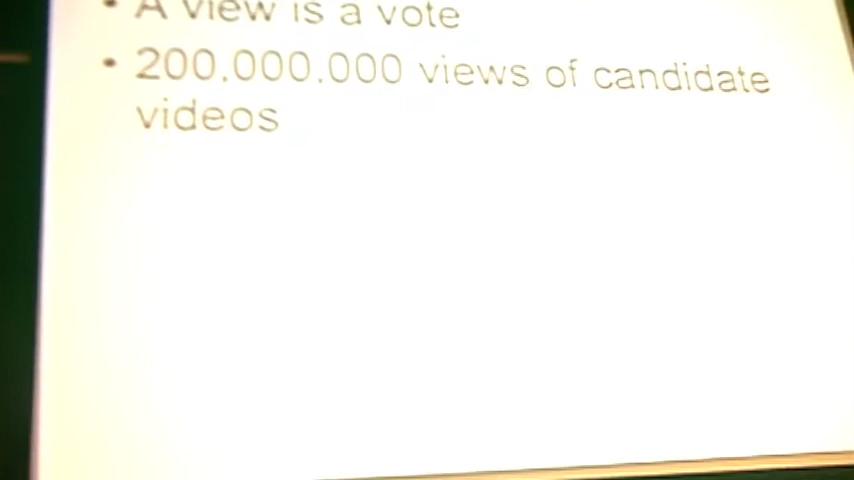 • A view is a vote
• 200.000.000 views of candidate
videos